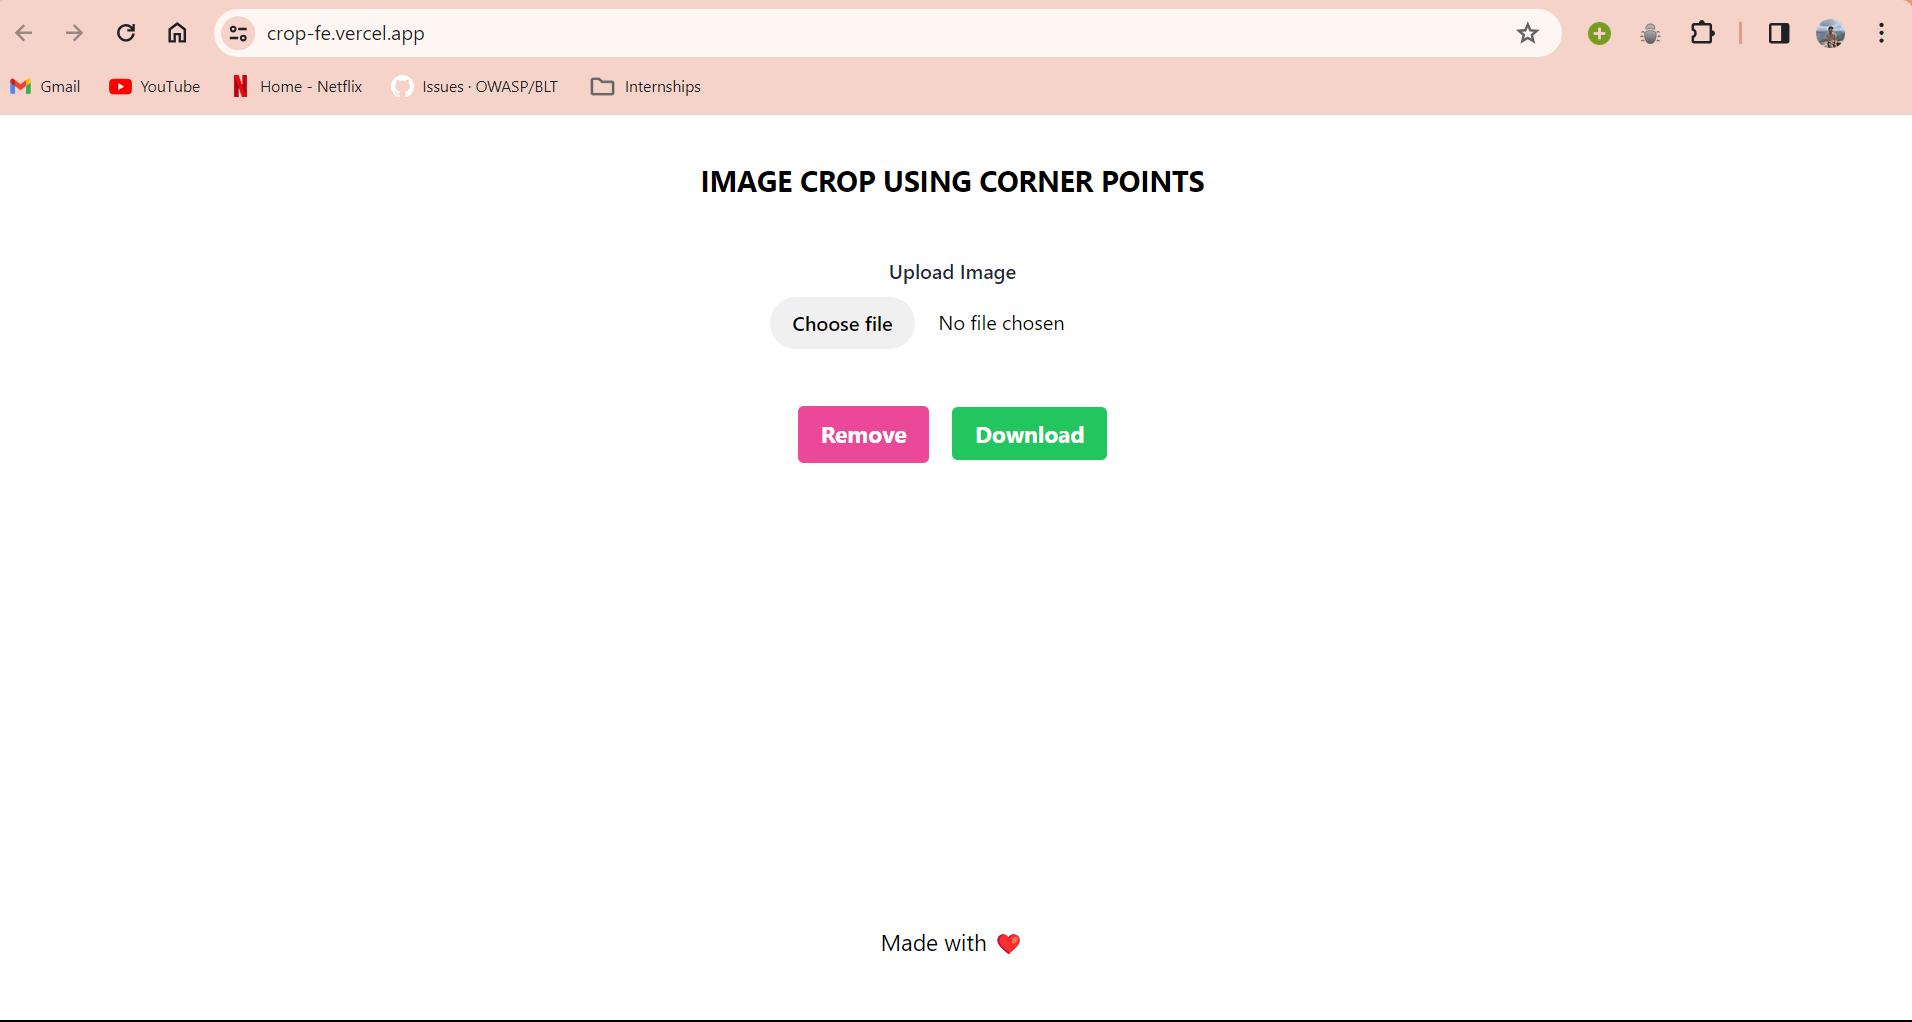 crop-fe.vercel.app
Gmail YouTube Home - Netflix Issues · OWASP/BLT Internships
IMAGE CROP USING CORNER POINTS
Upload Image
Choose file No file chosen
Remove Download
Made with ❤️